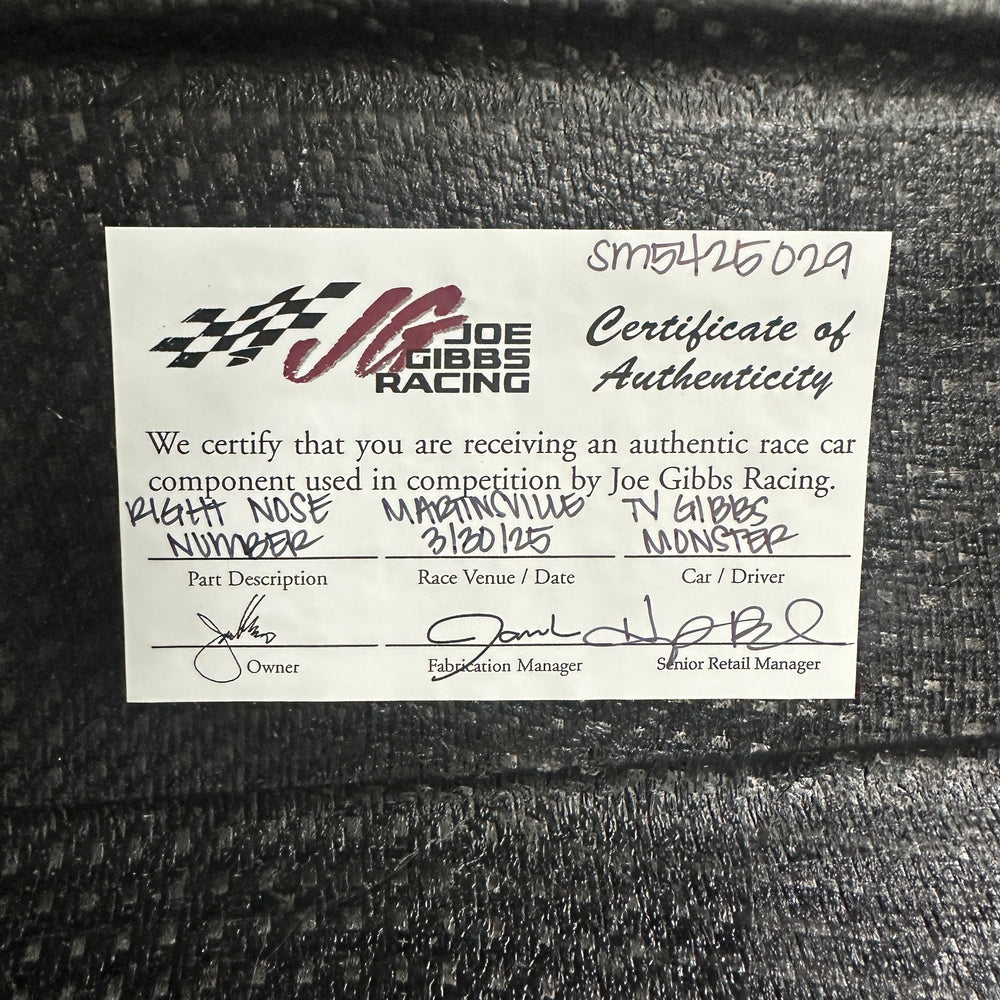 SM5425029
JG JOE
GIBBS
RACING
Certificate of
Authenticity
We certify that you are receiving an authentic race car
component used in competition by Joe Gibbs Racing.
RIGHT NOSE
NUMBER
Part Description
MARTINSVILLE
3/30/25
Race Venue / Date
TY GIBBS
MONSTER
Car / Driver
Owner
Fabrication Manager
Senior Retail Manager